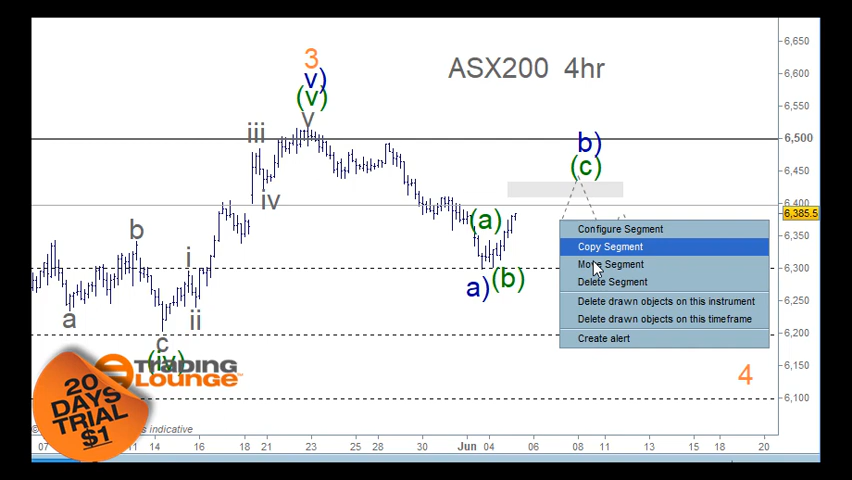 ASX200 4hr
3
v)
(v)
v
iii
iv
b
i
ii
a
c
(iv)
(a)
a)
(b)
b)
(c)
4
Configure Segment
Copy Segment
Move Segment
Delete Segment
Delete drawn objects on this instrument
Delete drawn objects on this timeframe
Create alert
6,650
6,600
6,550
6,500
6,450
6,400
6,385.5
6,350
6,300
6,250
6,200
6,150
6,100
TRADING
LOUNGE
20
DAYS
TRIAL
$1
is indicative
07
11
14
16
18
21
23
25
28
30
Jun
04
06
08
11
13
15
18
20